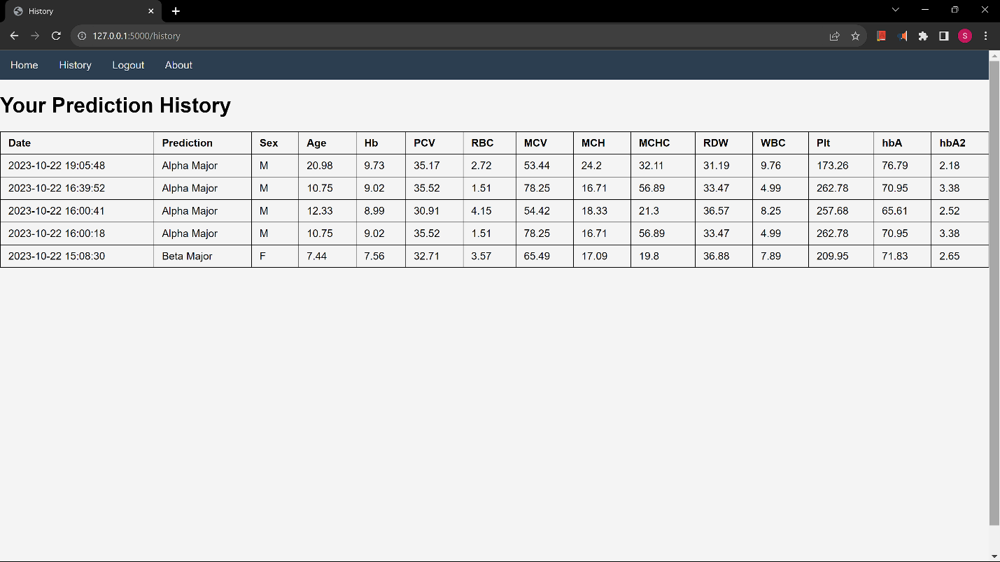 History
127.0.0.1:5000/history
S
Home History Logout About
Your Prediction History
Date Prediction Sex Age Hb PCV RBC MCV MCH MCHC RDW WBC Plt hbA hbA2
2023-10-22 19:05:48 Alpha Major M 20.98 9.73 35.17 2.72 53.44 24.2 32.11 31.19 9.76 173.26 76.79 2.18
2023-10-22 16:39:52 Alpha Major M 10.75 9.02 35.52 1.51 78.25 16.71 56.89 33.47 4.99 262.78 70.95 3.38
2023-10-22 16:00:41 Alpha Major M 12.33 8.99 30.91 4.15 54.42 18.33 21.3 36.57 8.25 257.68 65.61 2.52
2023-10-22 16:00:18 Alpha Major M 10.75 9.02 35.52 1.51 78.25 16.71 56.89 33.47 4.99 262.78 70.95 3.38
2023-10-22 15:08:30 Beta Major F 7.44 7.56 32.71 3.57 65.49 17.09 19.8 36.88 7.89 209.95 71.83 2.65